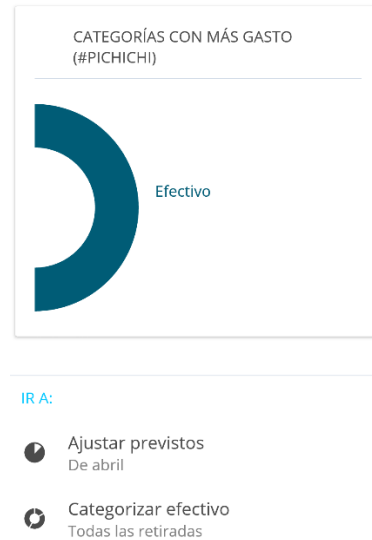 CATEGORÍAS CON MÁS GASTO
(#PICHICHI)
Efectivo
IR A:
Ajustar previstos
De abril
Categorizar efectivo
Todas las retiradas